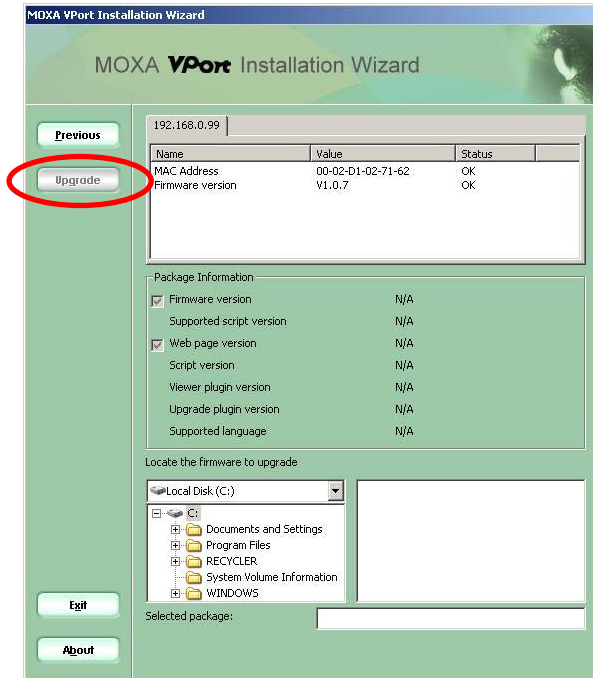 MOXA VPort Installation Wizard
MOXA VPort Installation Wizard
Previous
Upgrade
192.168.0.99
Name Value Status
MAC Address 00-02-D1-02-71-62 OK
Firmware version V1.0.7 OK
Package Information
Firmware version N/A
Supported script version N/A
Web page version N/A
Script version N/A
Viewer plugin version N/A
Upgrade plugin version N/A
Supported language N/A
Locate the firmware to upgrade
Local Disk (C:)
C:
Documents and Settings
Program Files
RECYCLER
System Volume Information
WINDOWS
Exit
Selected package:
About